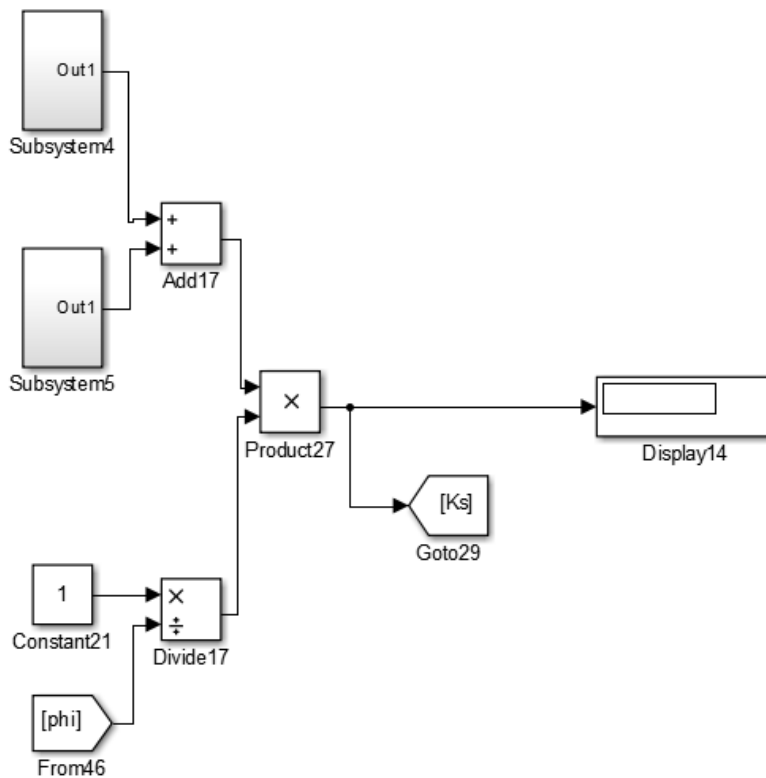 Out1
Subsystem4
+
+
Add17
Out1
Subsystem5
×
Product27
Display14
[Ks]
Goto29
1
Constant21
×
÷
Divide17
[phi]
From46